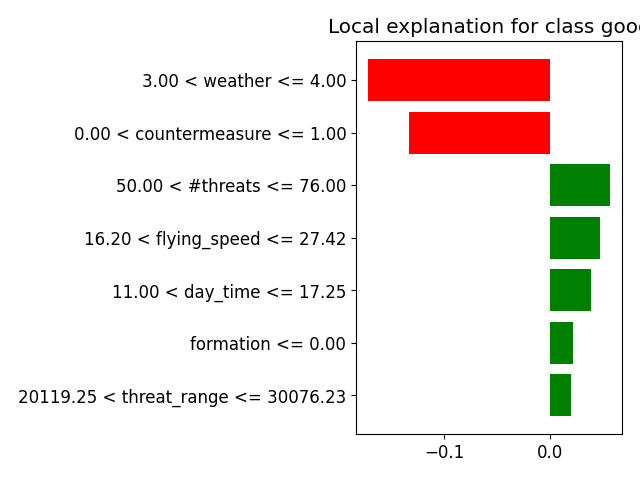 Local explanation for class goo
3.00 < weather <= 4.00
0.00 < countermeasure <= 1.00
50.00 < #threats <= 76.00
16.20 < flying_speed <= 27.42
11.00 < day_time <= 17.25
formation <= 0.00
20119.25 < threat_range <= 30076.23
−0.1 0.0